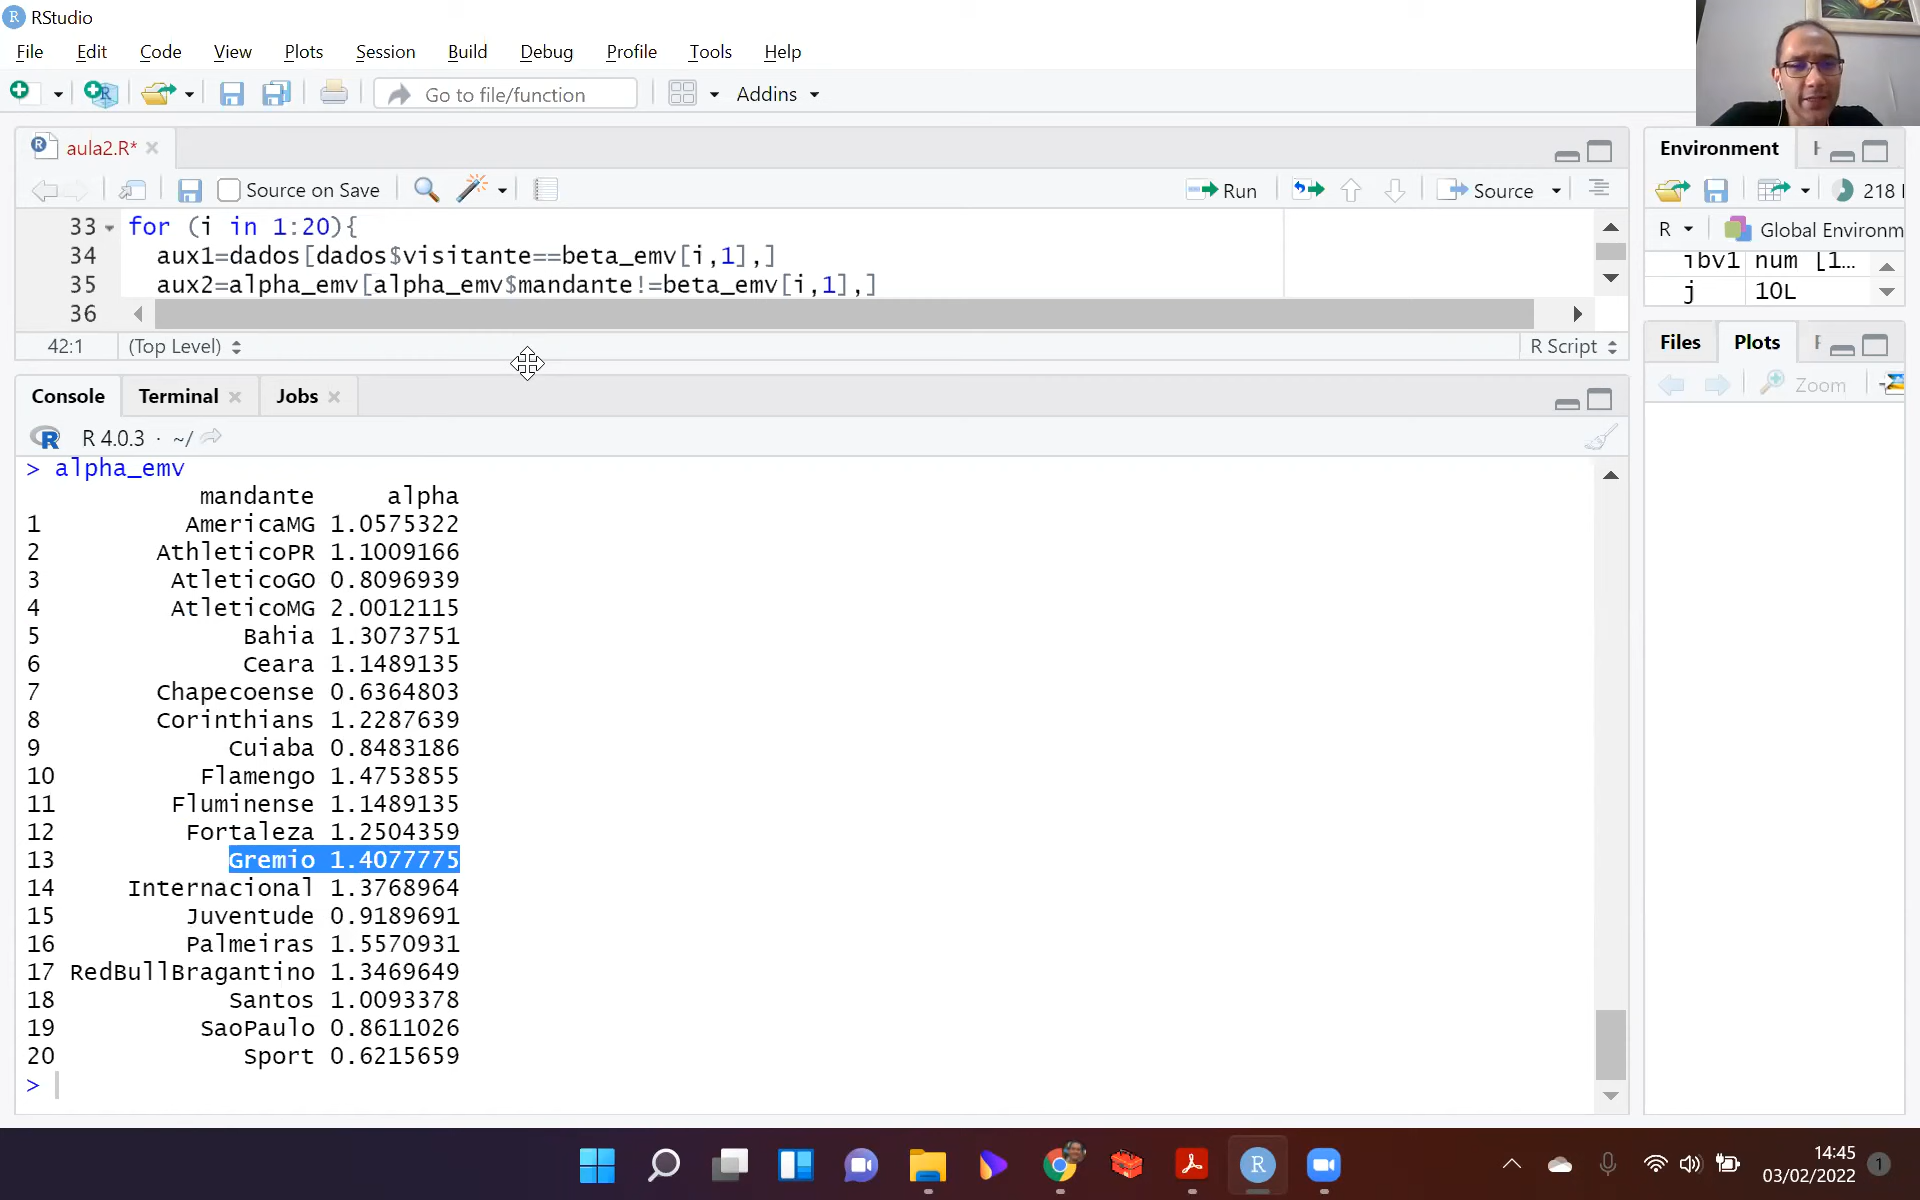 RStudio
File Edit Code View Plots Session Build Debug Profile Tools Help
Go to file/function Addins
aula2.R*
Source on Save Run Source
33 for (i in 1:20){
34 aux1=dados[dados$visitante==beta_emv[i,1],]
35 aux2=alpha_emv[alpha_emv$mandante!=beta_emv[i,1],]
36
42:1 (Top Level) R Script
Console Terminal Jobs
R 4.0.3 · ~/
> alpha_emv
mandante alpha
1 AmericaMG 1.0575322
2 AthleticoPR 1.1009166
3 AtleticoGO 0.8096939
4 AtleticoMG 2.0012115
5 Bahia 1.3073751
6 Ceara 1.1489135
7 Chapecoense 0.6364803
8 Corinthians 1.2287639
9 Cuiaba 0.8483186
10 Flamengo 1.4753855
11 Fluminense 1.1489135
12 Fortaleza 1.2504359
13 Gremio 1.4077775
14 Internacional 1.3768964
15 Juventude 0.9189691
16 Palmeiras 1.5570931
17 RedBullBragantino 1.3469649
18 Santos 1.0093378
19 SaoPaulo 0.8611026
20 Sport 0.6215659
>
Environment
218
R Global Environm
ibv1 num [1...
j 10L
Files Plots
Zoom
14:45
03/02/2022
1